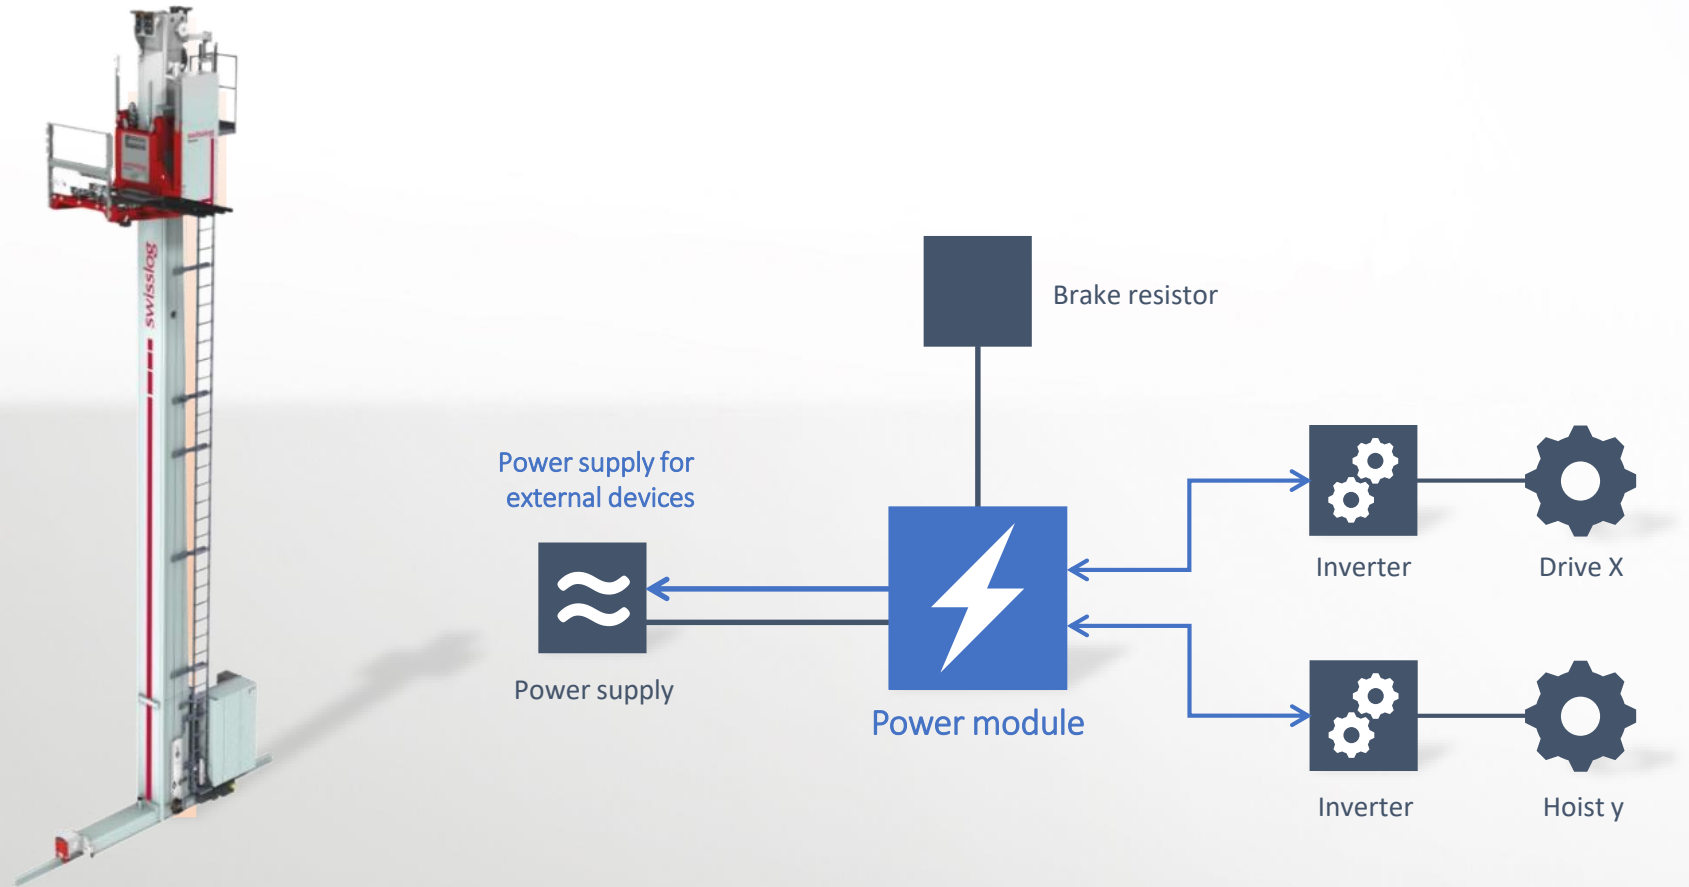 swisslog
Brake resistor
Power supply for
external devices
Power supply
Power module
Inverter
Drive X
Inverter
Hoist y